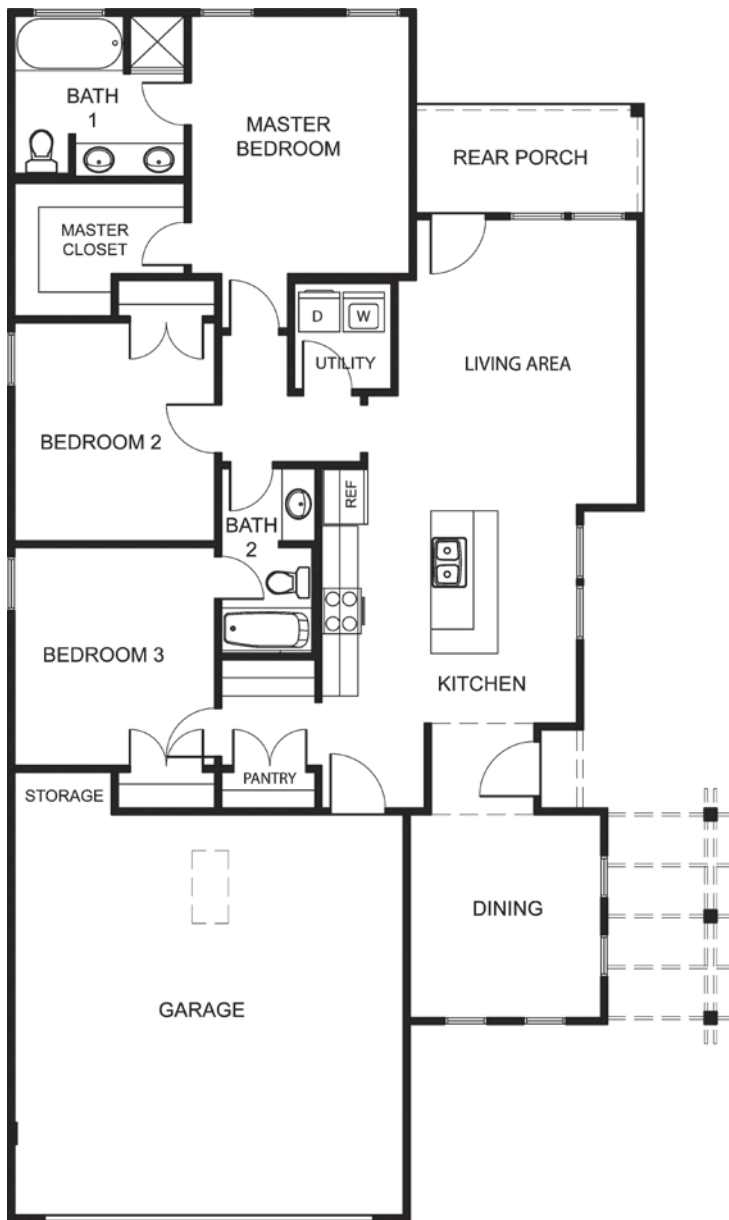 BATH
1
MASTER
BEDROOM
REAR PORCH
MASTER
CLOSET
D
W
UTILITY
LIVING AREA
BEDROOM 2
REF
BATH
2
BEDROOM 3
KITCHEN
PANTRY
STORAGE
DINING
GARAGE